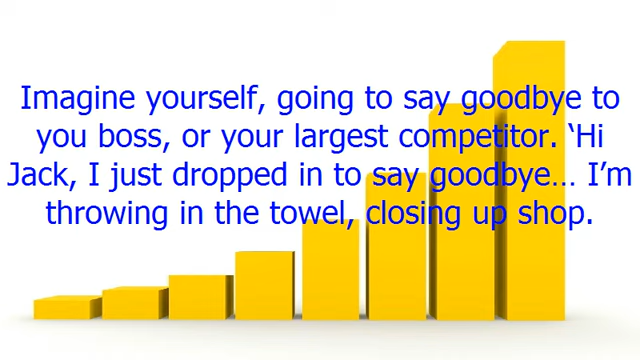 Imagine yourself, going to say goodbye to
you boss, or your largest competitor. ‘Hi
Jack, I just dropped in to say goodbye… I’m
throwing in the towel, closing up shop.